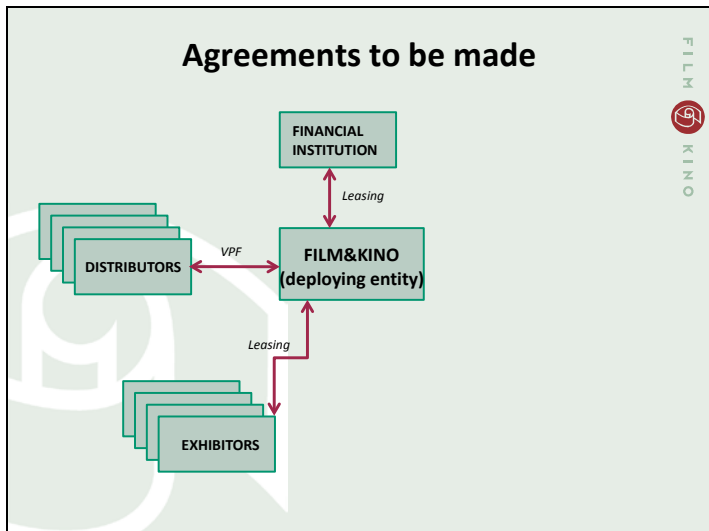 Agreements to be made
FILM KINO
FINANCIAL
INSTITUTION
Leasing
VPF
DISTRIBUTORS
FILM&KINO
(deploying entity)
Leasing
EXHIBITORS